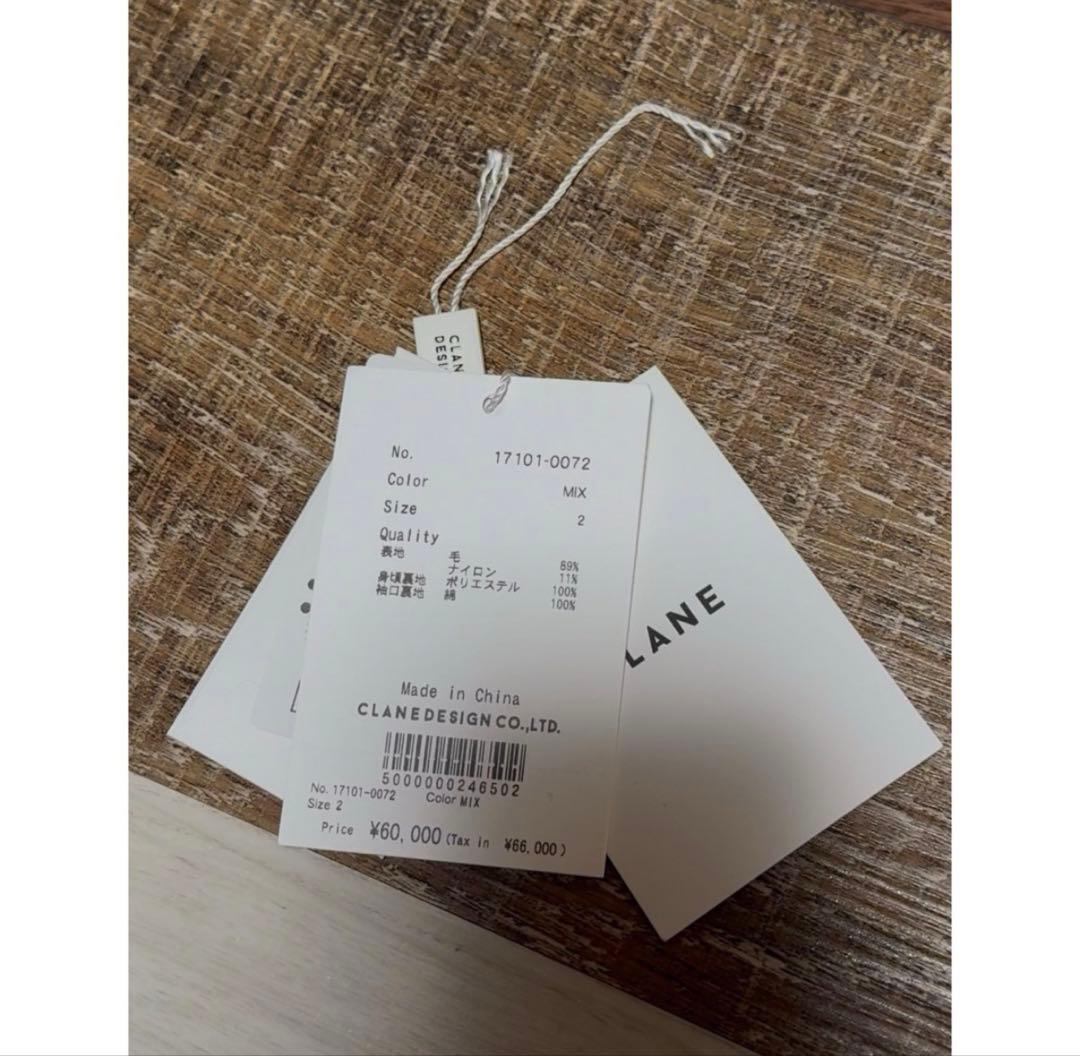 CLAN
DESI
No. 17101-0072
Color MIX
Size 2
Quality
表地 毛 89%
ナイロン 11%
身頃裏地 ポリエステル 100%
袖口裏地 綿 100%
Made in China
CLANE DESIGN CO.,LTD.
5000000246502
No. 17101-0072 Color MIX
Size 2
Price ¥60,000 (Tax in ¥66,000)
LANE